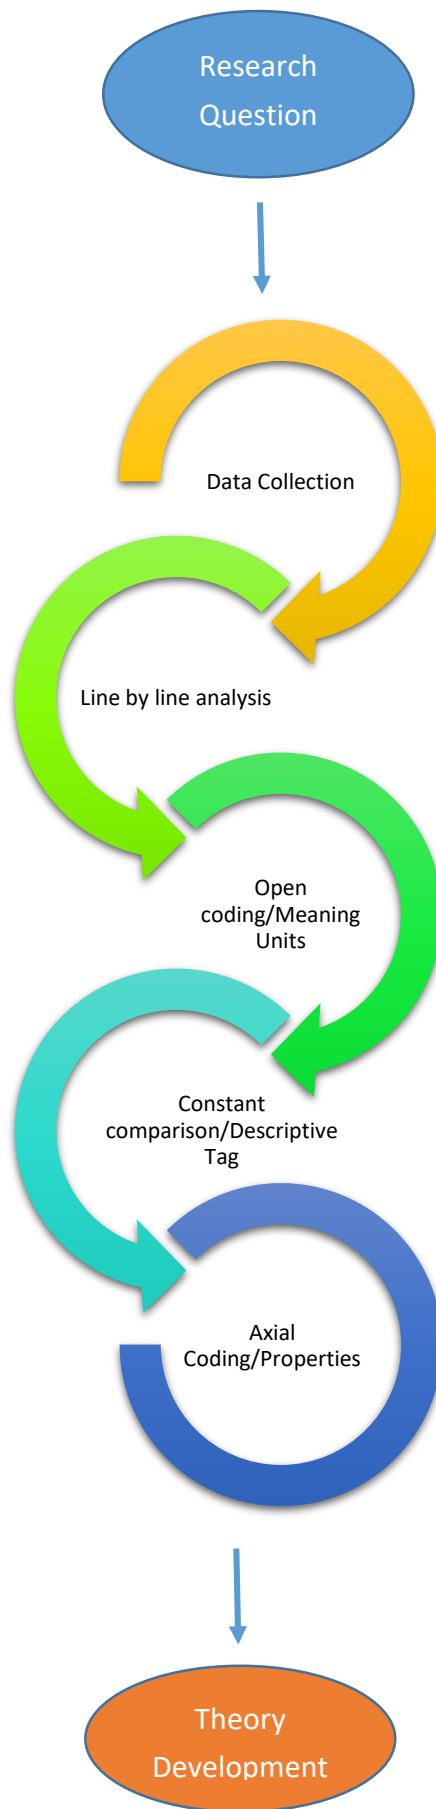 Research
Question
Data Collection
Line by line analysis
Open
coding/Meaning
Units
Constant
comparison/Descriptive
Tag
Axial
Coding/Properties
Theory
Development